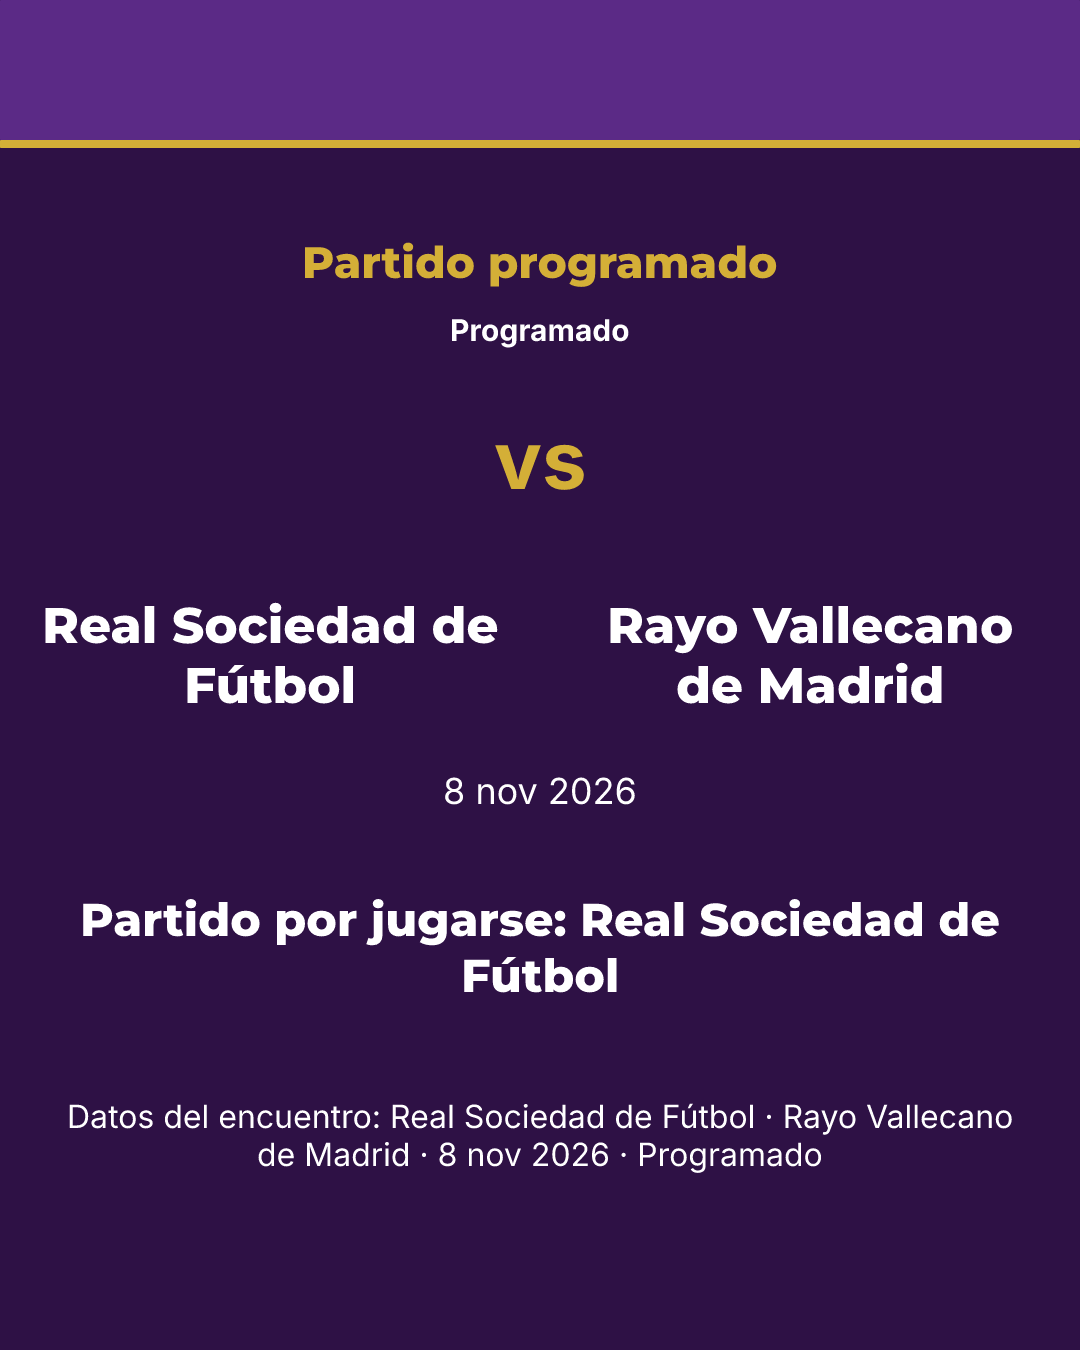 Partido programado
Programado
vs
Real Sociedad de
Fútbol
Rayo Vallecano
de Madrid
8 nov 2026
Partido por jugarse: Real Sociedad de
Fútbol
Datos del encuentro: Real Sociedad de Fútbol · Rayo Vallecano
de Madrid · 8 nov 2026 · Programado